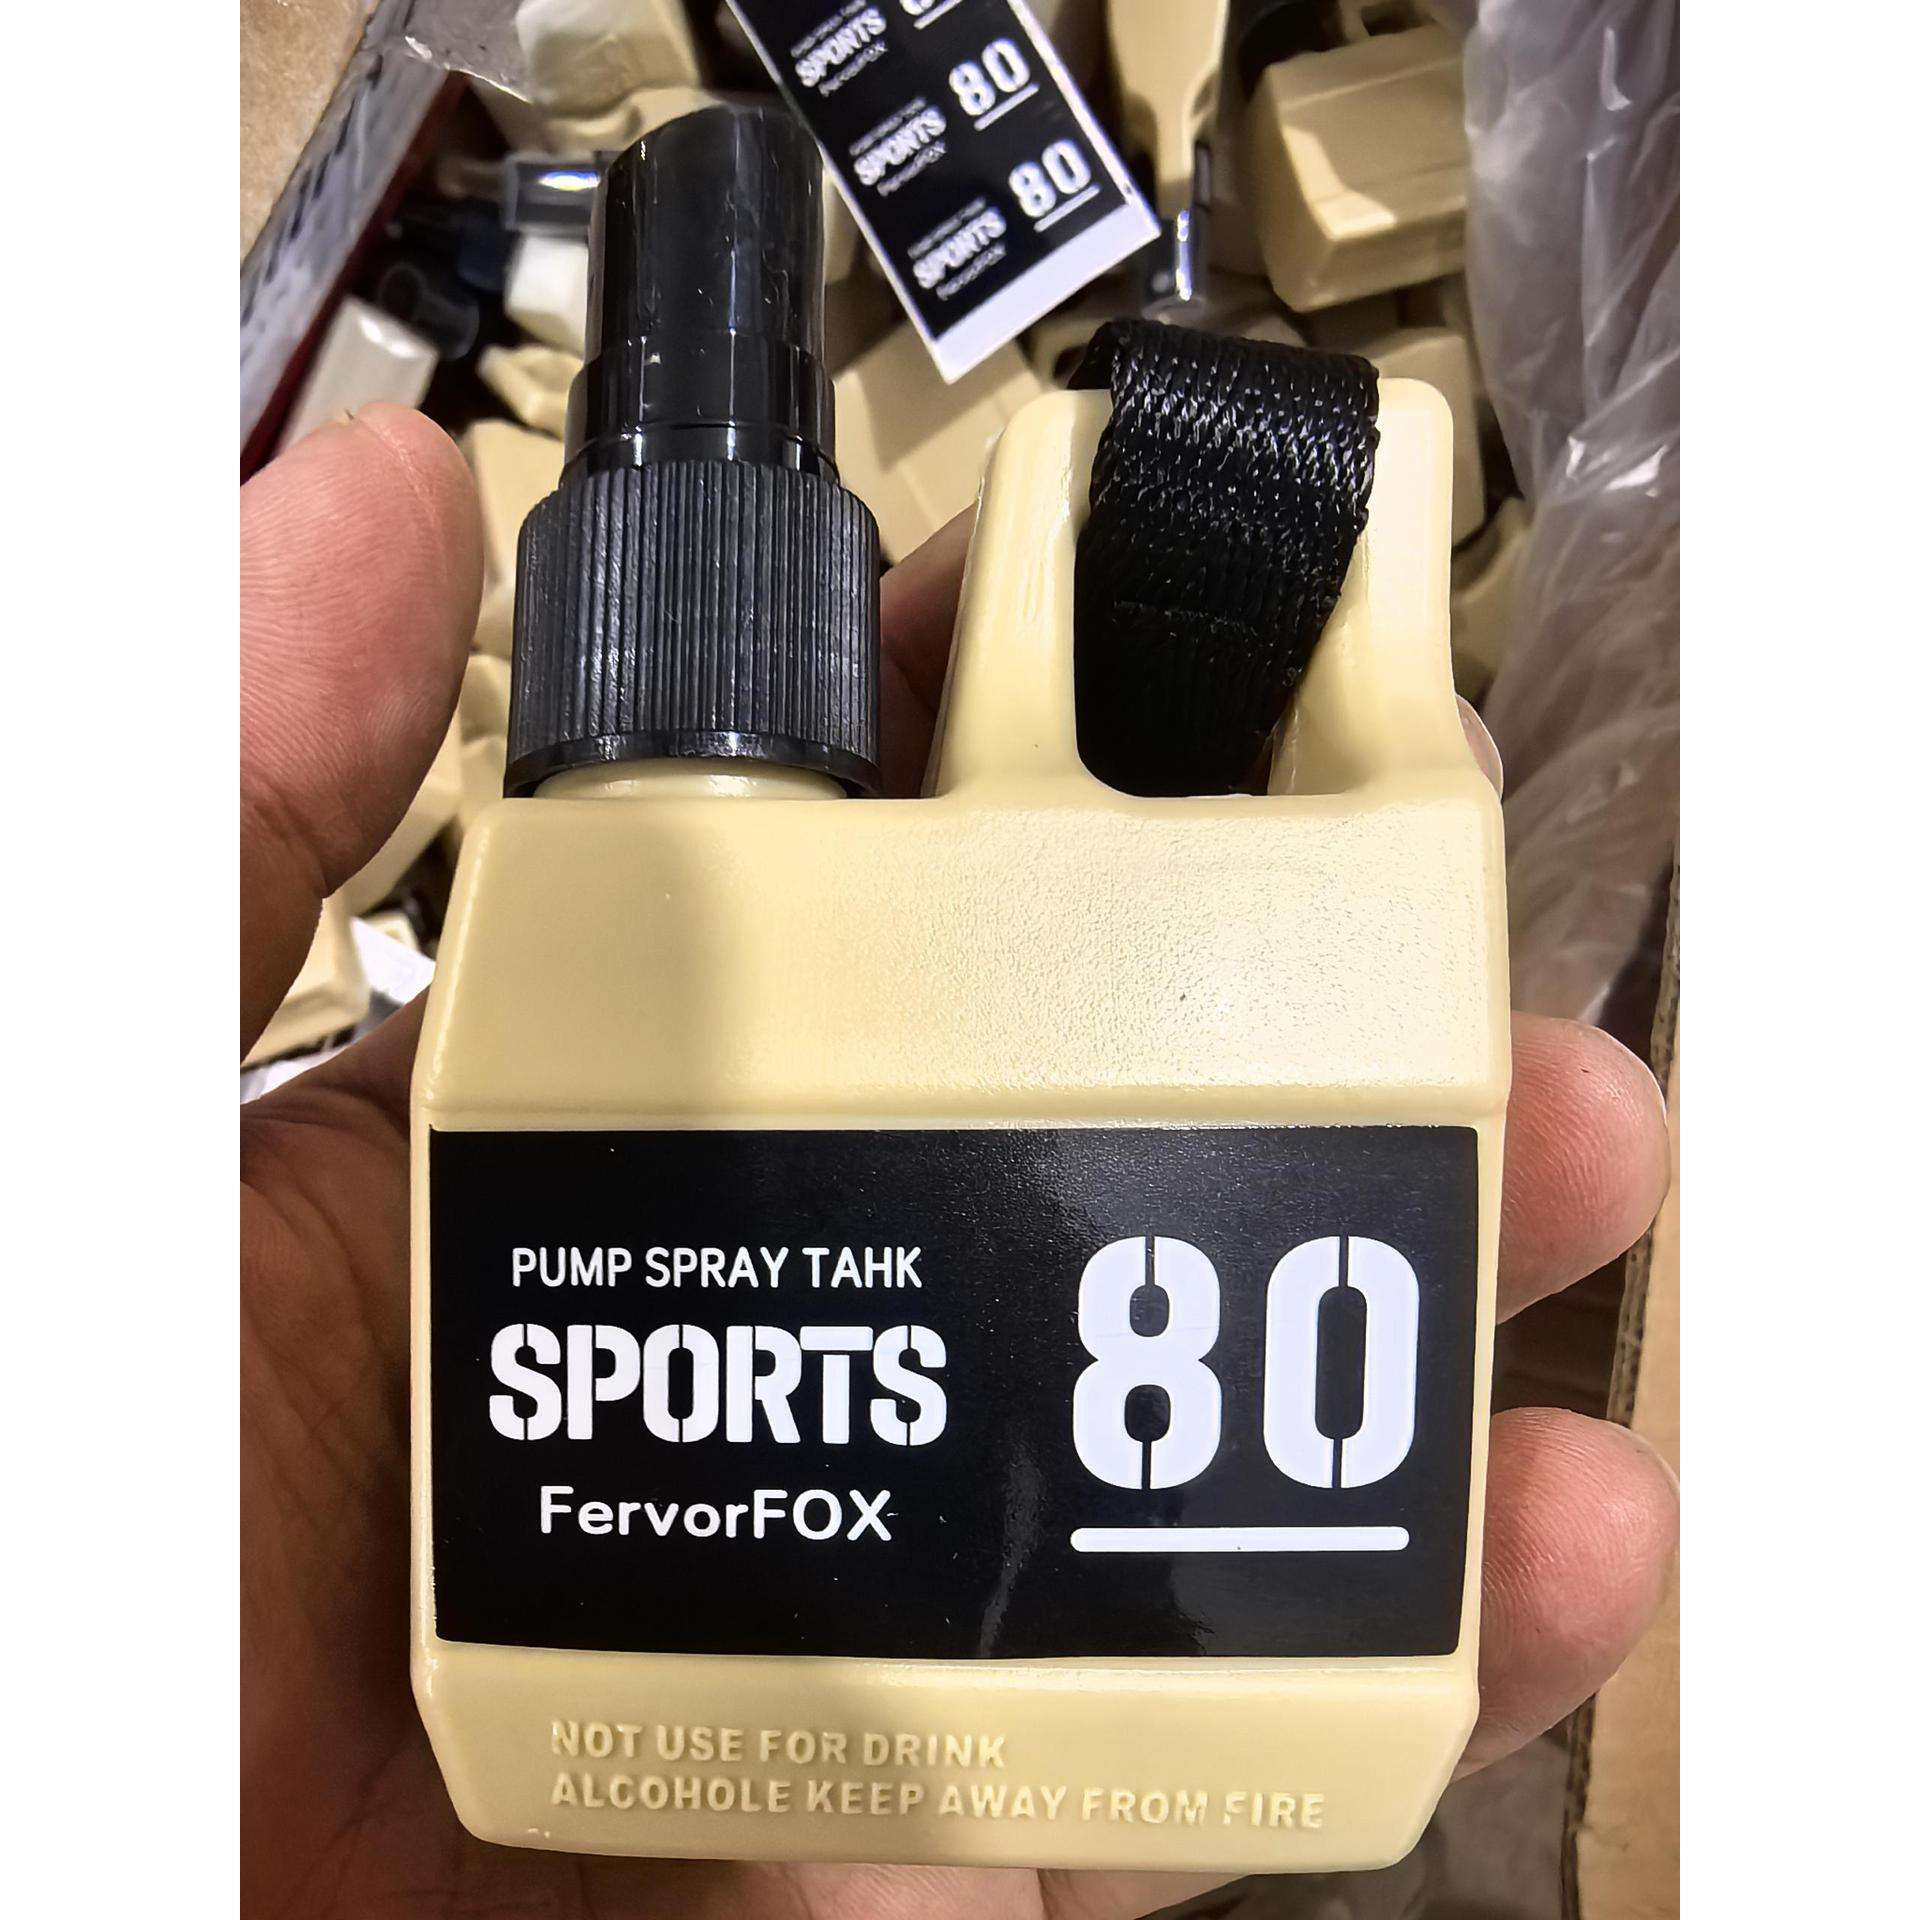 SPORTS
80
SPORTS
80
SPORTS
PUMP SPRAY TAHK
SPORTS
FervorFOX
80
NOT USE FOR DRINK
ALCOHOLE KEEP AWAY FROM FIRE